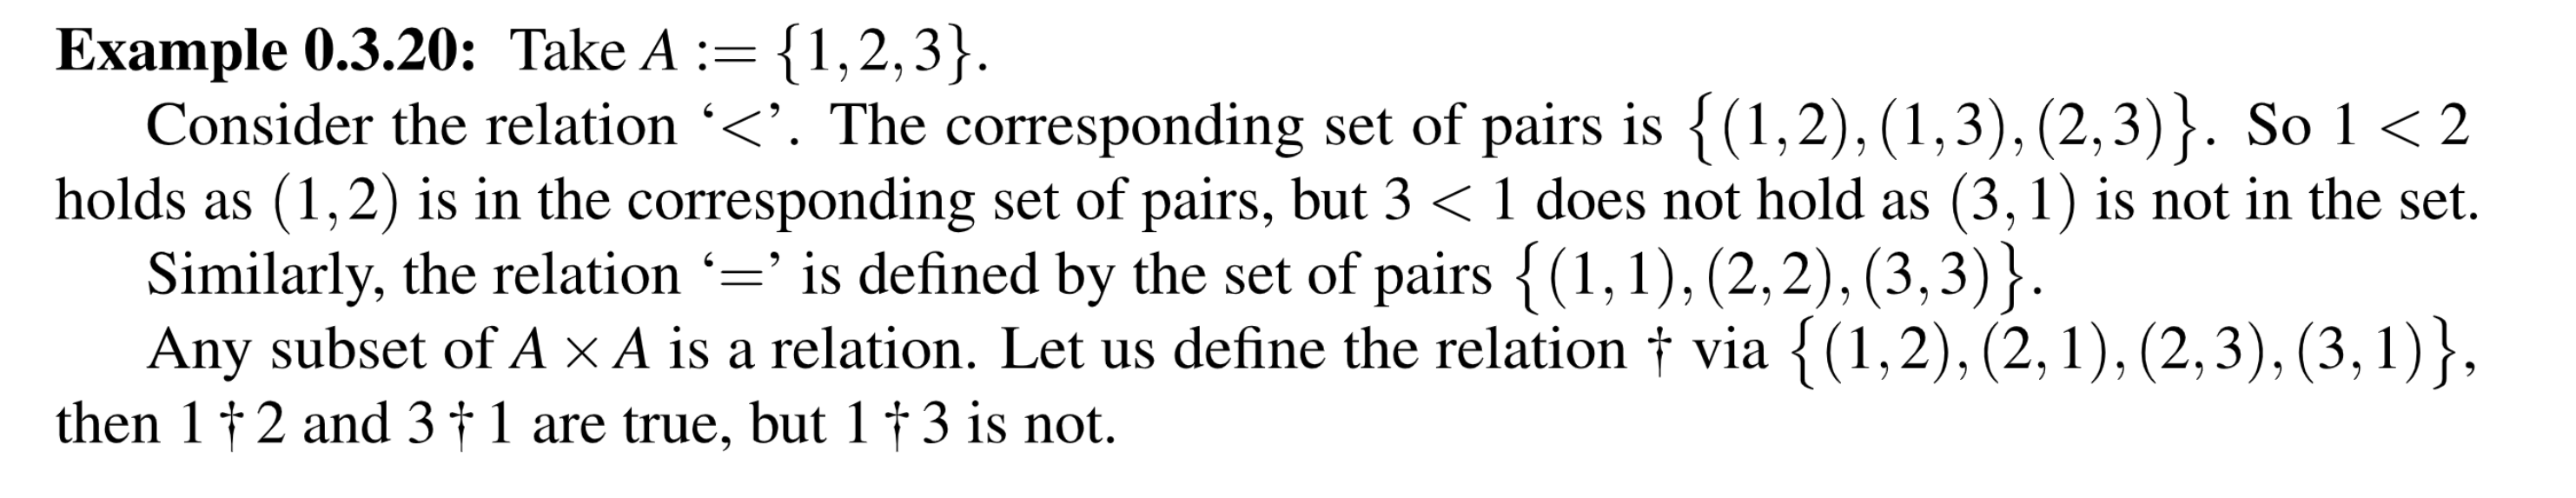 Example 0.3.20: Take A := {1,2,3}.
Consider the relation ‘<’. The corresponding set of pairs is {(1,2),(1,3),(2,3)}. So 1 < 2
holds as (1,2) is in the corresponding set of pairs, but 3 < 1 does not hold as (3,1) is not in the set.
Similarly, the relation ‘=’ is defined by the set of pairs {(1,1),(2,2),(3,3)}.
Any subset of A × A is a relation. Let us define the relation † via {(1,2),(2,1),(2,3),(3,1)},
then 1 † 2 and 3 † 1 are true, but 1 † 3 is not.